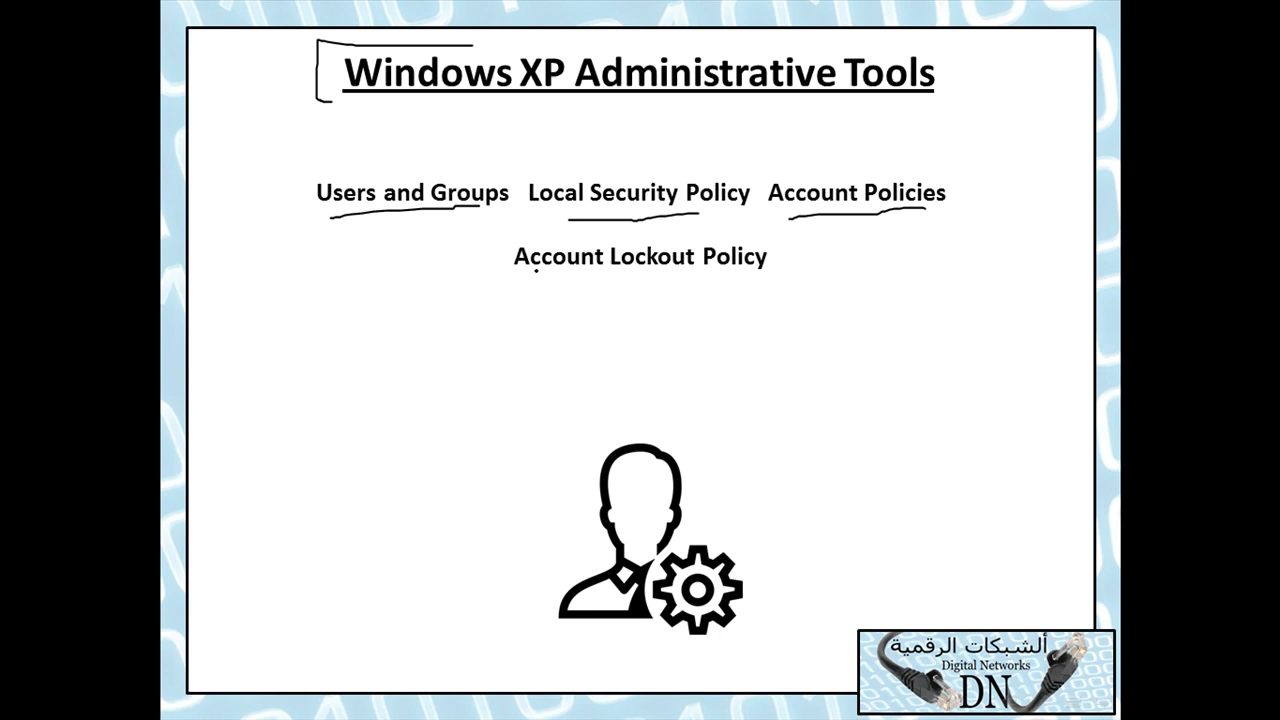 Windows XP Administrative Tools
Users and Groups Local Security Policy Account Policies
Account Lockout Policy
ألشبكات الرقمية
Digital Networks
DN